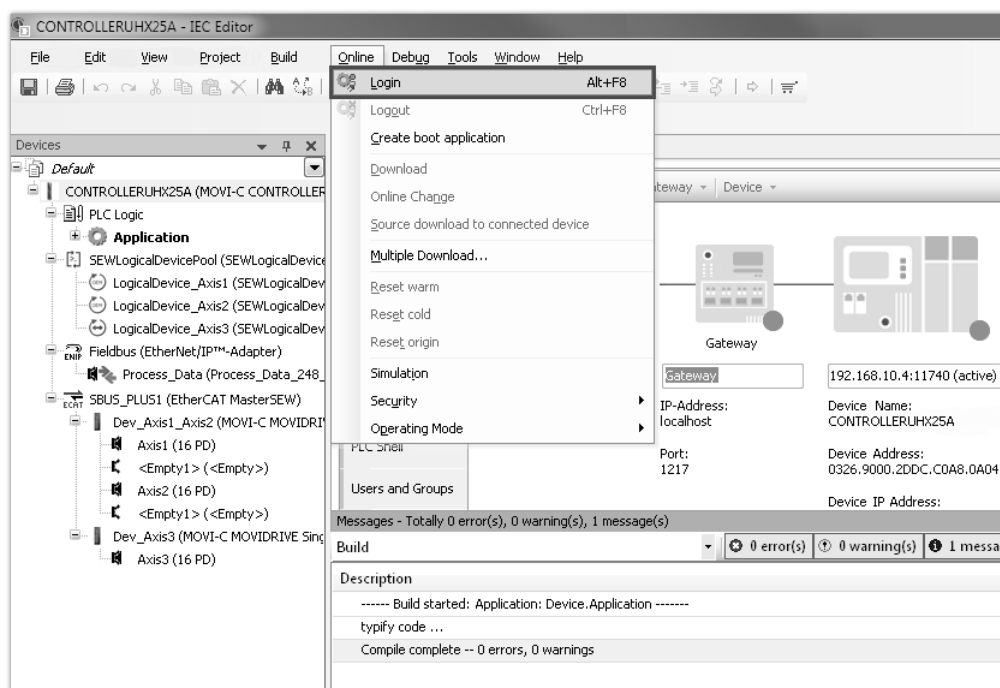 CONTROLLERUHX25A - IEC Editor
File Edit View Project Build Online Debug Tools Window Help
Login Alt+F8
Logout Ctrl+F8
Create boot application
Download
Online Change
Source download to connected device
Multiple Download...
Reset warm
Reset cold
Reset origin
Simulation
Security
Operating Mode
Devices
Default
CONTROLLERUHX25A (MOVI-C CONTROLLER
PLC Logic
Application
SEWLogicalDevicePool (SEWLogicalDevice
LogicalDevice_Axis1 (SEWLogicalDev
LogicalDevice_Axis2 (SEWLogicalDev
LogicalDevice_Axis3 (SEWLogicalDev
ENIP Fieldbus (EtherNet/IP™-Adapter)
Process_Data (Process_Data_248_
ECAT SBUS_PLUS1 (EtherCAT MasterSEW)
Dev_Axis1_Axis2 (MOVI-C MOVIDRI
Axis1 (16 PD)
<Empty1> (<Empty>)
Axis2 (16 PD)
<Empty1> (<Empty>)
Dev_Axis3 (MOVI-C MOVIDRIVE Sing
Axis3 (16 PD)
teway Device
Gateway
Gateway
192.168.10.4:11740 (active)
IP-Address:
localhost
Port:
1217
Device Name:
CONTROLLERUHX25A
Device Address:
0326.9000.2DDC.C0A8.0A04
Device IP Address:
PLC Shell
Users and Groups
Messages - Totally 0 error(s), 0 warning(s), 1 message(s)
Build 0 error(s) 0 warning(s) 1 messa
Description
------ Build started: Application: Device.Application -------
typify code ...
Compile complete -- 0 errors, 0 warnings